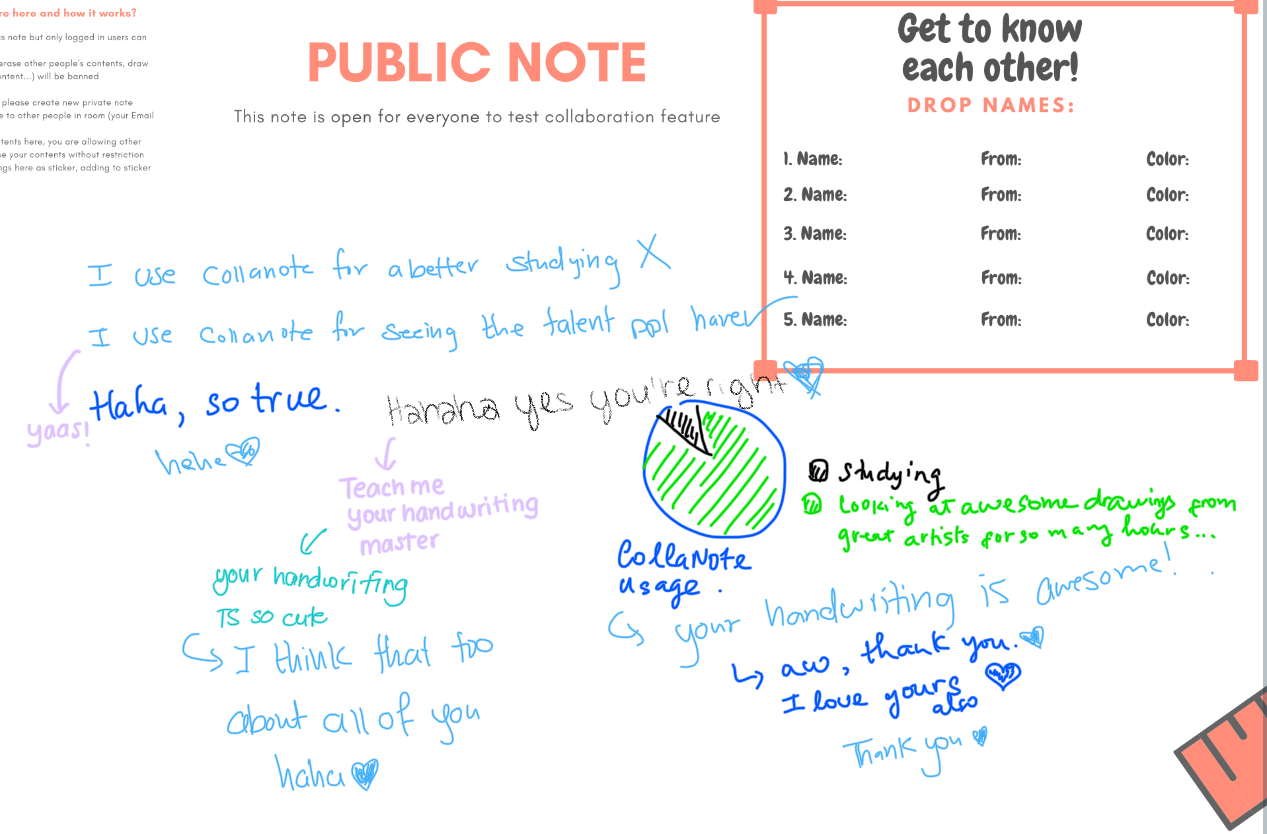 re here and how it works?
is note but only logged in users can
erase other people's contents, draw
ontent...) will be banned
please create new private note
e to other people in room (your Email
tents here, you are allowing other
se your contents without restriction
ngs here as sticker, adding to sticker
PUBLIC NOTE
This note is open for everyone to test collaboration feature
Get to know
each other!
DROP NAMES:
1. Name: From: Color:
2. Name: From: Color:
3. Name: From: Color:
4. Name: From: Color:
5. Name: From: Color:
I use Collanote for a better studying X
I use Collanote for seeing the talent ppl have
yaas!
Haha, so true.
Hahaha yes you're right
hehe
Teach me
your handwriting
master
your handwriting
IS so cute
I think that too
about all of you
haha
studying
Looking at awesome drawings from
great artists for so many hours...
CollaNote
usage.
your handwriting is awesome!
aw, thank you.
I love yours
also
Thank you